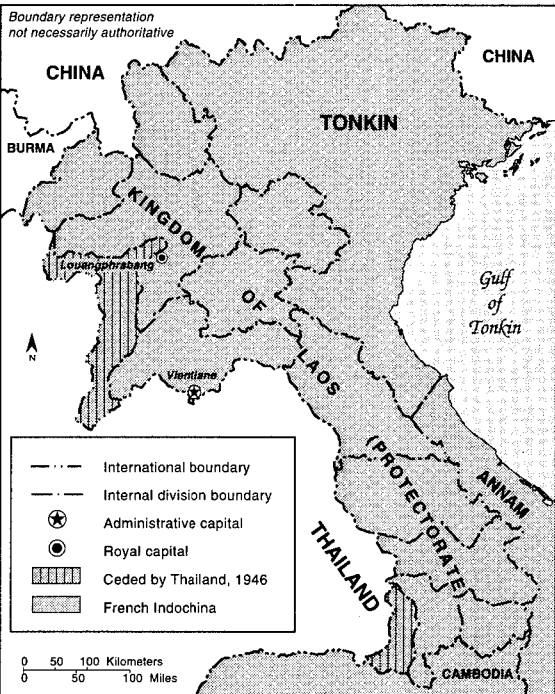 Boundary representation
not necessarily authoritative
CHINA
CHINA
TONKIN
BURMA
KINGDOM
OF
LAOS
(PROTECTORATE)
Louangphrabang
Gulf
of
Tonkin
N
Vientiane
ANNAM
THAILAND
CAMBODIA
International boundary
Internal division boundary
Administrative capital
Royal capital
Ceded by Thailand, 1946
French Indochina
0 50 100 Kilometers
0 50 100 Miles